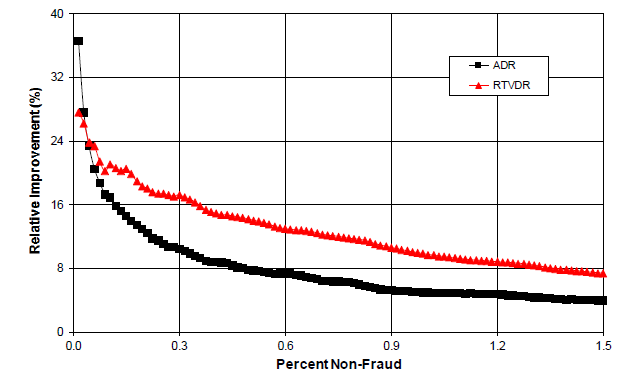 40
32
24
16
8
0
Relative Improvement (%)
ADR
RTVDR
0.0 0.3 0.6 0.9 1.2 1.5
Percent Non-Fraud